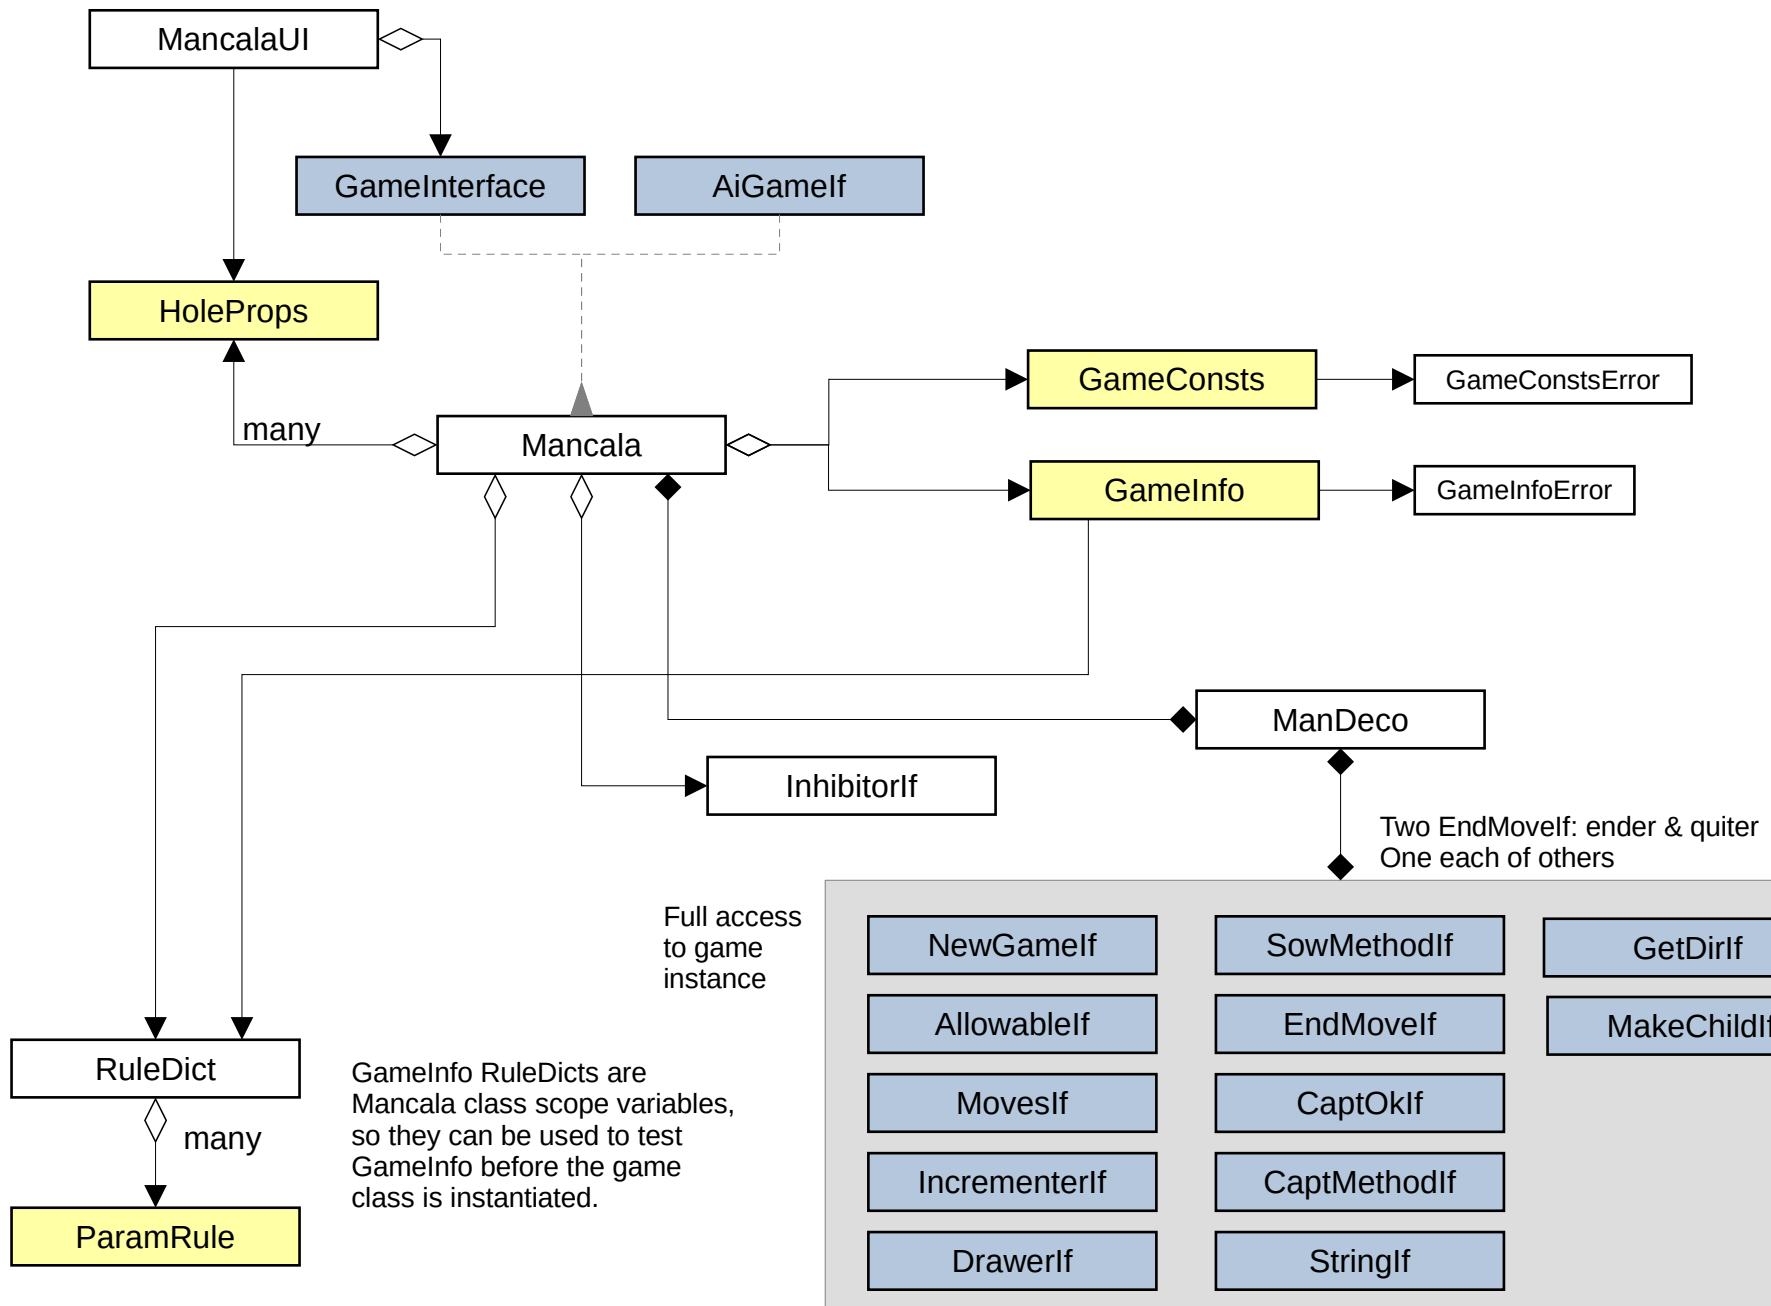 MancalaUI
GameInterface
AiGameIf
HoleProps
GameConsts
GameConstsError
many
Mancala
GameInfo
GameInfoError
ManDeco
InhibitorIf
Two EndMoveIf: ender & quiter
One each of others
Full access
to game
instance
NewGameIf
SowMethodIf
GetDirIf
AllowableIf
EndMoveIf
MakeChildIf
RuleDict
GameInfo RuleDicts are
Mancala class scope variables,
so they can be used to test
GameInfo before the game
class is instantiated.
MovesIf
CaptOkIf
many
IncrementerIf
CaptMethodIf
ParamRule
DrawerIf
StringIf